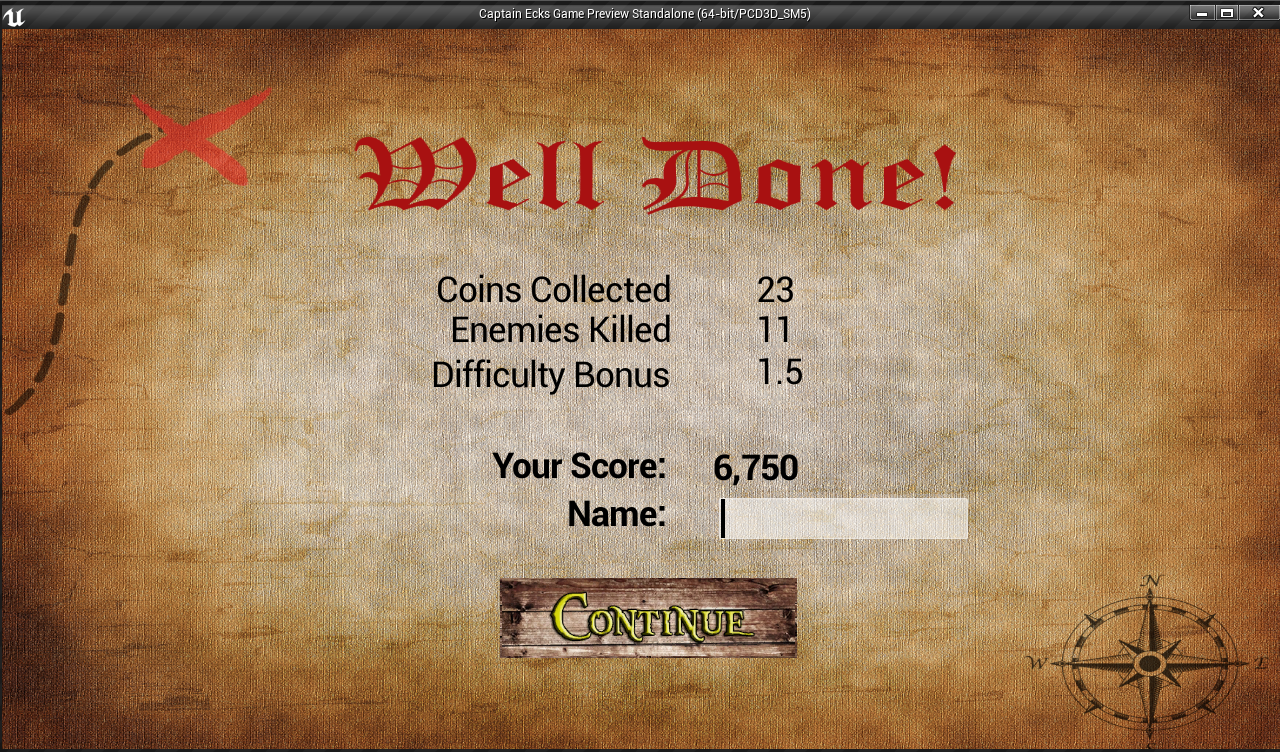 Captain Ecks Game Preview Standalone (64-bit/PCD3D_SM5)
Well Done!
Coins Collected 23
Enemies Killed 11
Difficulty Bonus 1.5
Your Score: 6,750
Name:
Continue
N
W E